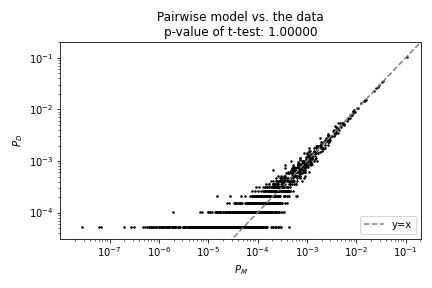 Pairwise model vs. the data
p-value of t-test: 1.00000
10⁻¹
10⁻²
10⁻³
10⁻⁴
P_D
y=x
10⁻⁷ 10⁻⁶ 10⁻⁵ 10⁻⁴ 10⁻³ 10⁻² 10⁻¹
P_M